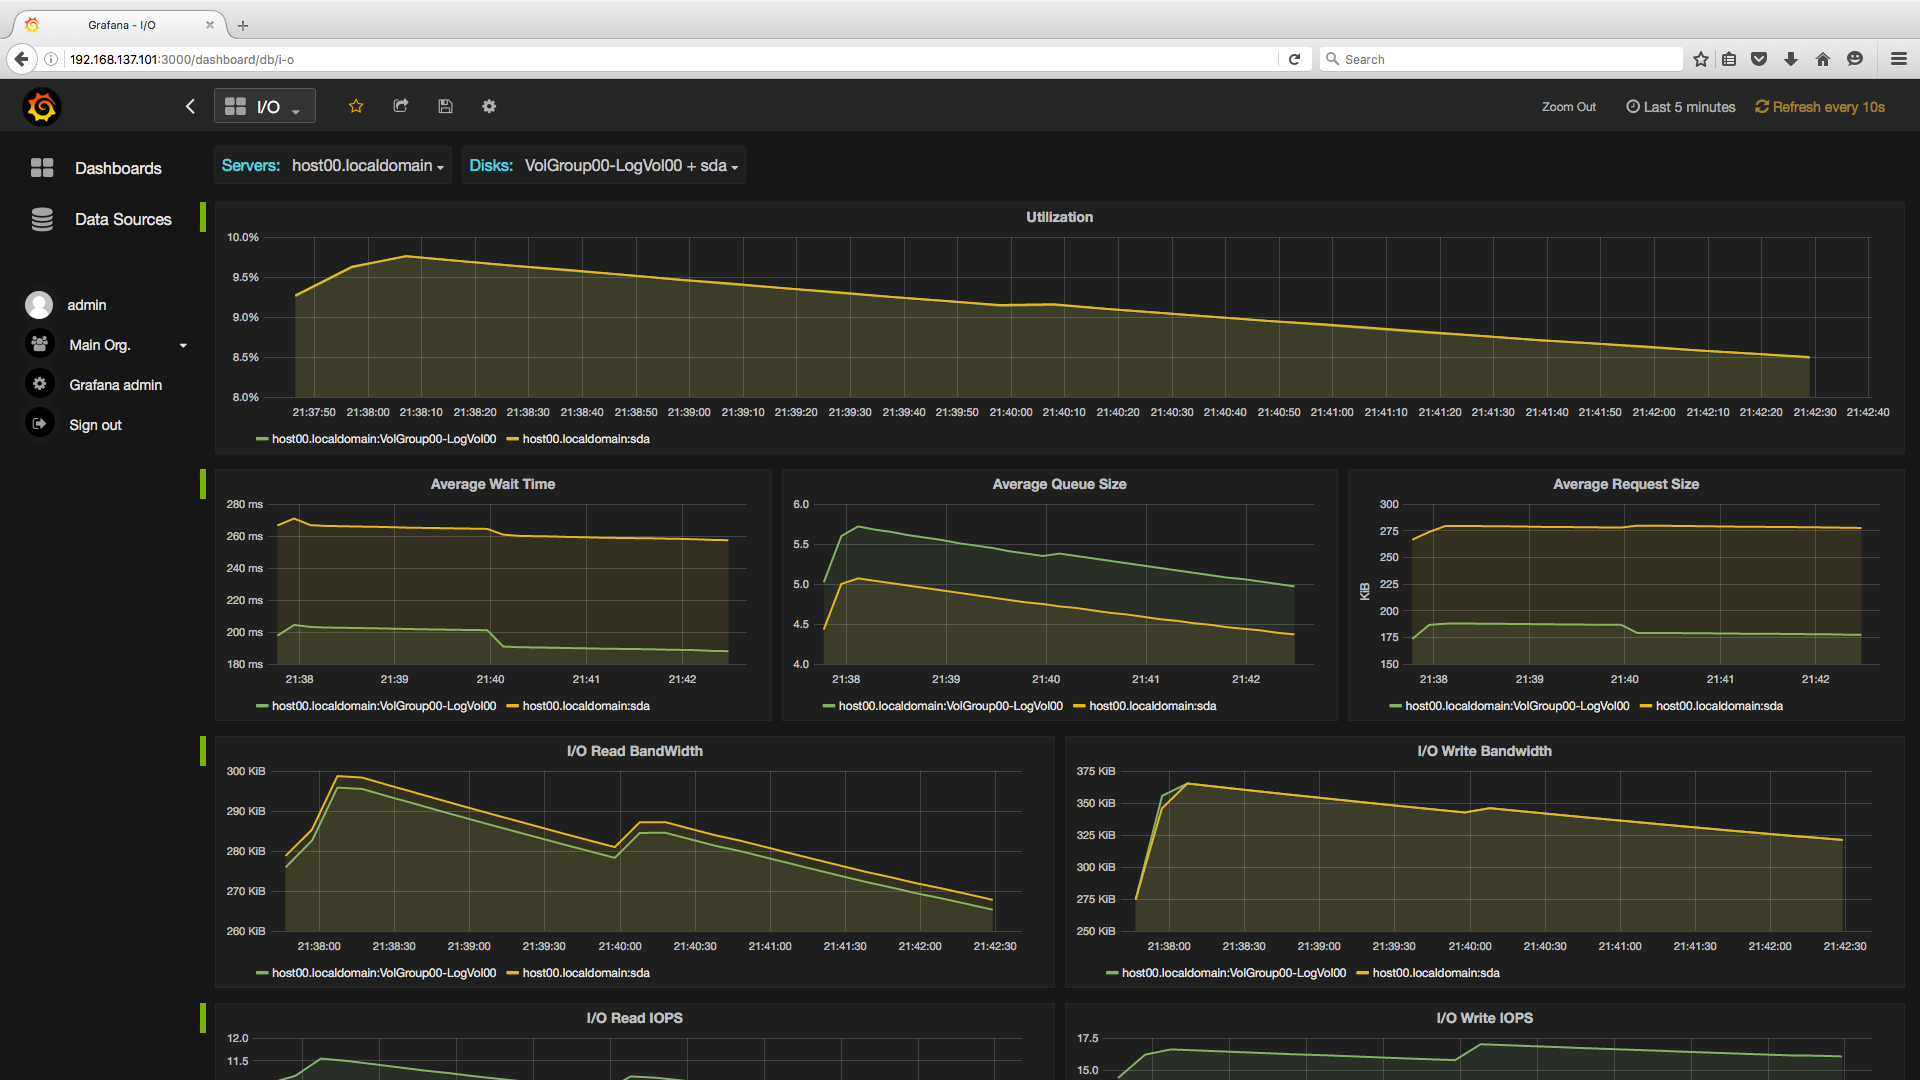 Grafana - I/O
192.168.137.101:3000/dashboard/db/i-o
Search
I/O
Zoom Out
Last 5 minutes
Refresh every 10s
Dashboards
Data Sources
admin
Main Org.
Grafana admin
Sign out
Servers: host00.localdomain
Disks: VolGroup00-LogVol00 + sda
Utilization
10.0%
9.5%
9.0%
8.5%
8.0%
21:37:50 21:38:00 21:38:10 21:38:20 21:38:30 21:38:40 21:38:50 21:39:00 21:39:10 21:39:20 21:39:30 21:39:40 21:39:50 21:40:00 21:40:10 21:40:20 21:40:30 21:40:40 21:40:50 21:41:00 21:41:10 21:41:20 21:41:30 21:41:40 21:41:50 21:42:00 21:42:10 21:42:20 21:42:30 21:42:40
host00.localdomain:VolGroup00-LogVol00 host00.localdomain:sda
Average Wait Time
280 ms
260 ms
240 ms
220 ms
200 ms
180 ms
21:38 21:39 21:40 21:41 21:42
host00.localdomain:VolGroup00-LogVol00 host00.localdomain:sda
Average Queue Size
6.0
5.5
5.0
4.5
4.0
21:38 21:39 21:40 21:41 21:42
host00.localdomain:VolGroup00-LogVol00 host00.localdomain:sda
Average Request Size
KiB
300
275
250
225
200
175
150
21:38 21:39 21:40 21:41 21:42
host00.localdomain:VolGroup00-LogVol00 host00.localdomain:sda
I/O Read BandWidth
300 KiB
290 KiB
280 KiB
270 KiB
260 KiB
21:38:00 21:38:30 21:39:00 21:39:30 21:40:00 21:40:30 21:41:00 21:41:30 21:42:00 21:42:30
host00.localdomain:VolGroup00-LogVol00 host00.localdomain:sda
I/O Write Bandwidth
375 KiB
350 KiB
325 KiB
300 KiB
275 KiB
250 KiB
21:38:00 21:38:30 21:39:00 21:39:30 21:40:00 21:40:30 21:41:00 21:41:30 21:42:00 21:42:30
host00.localdomain:VolGroup00-LogVol00 host00.localdomain:sda
I/O Read IOPS
12.0
11.5
I/O Write IOPS
17.5
15.0